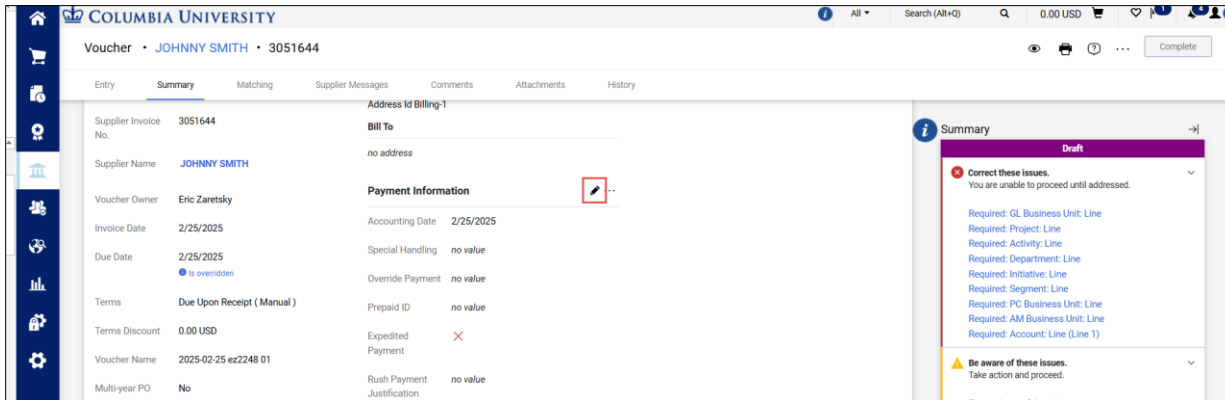 COLUMBIA UNIVERSITY
All
Search (Alt+Q)
0.00 USD
1
4
Voucher • JOHNNY SMITH • 3051644
Complete
Entry
Summary
Matching
Supplier Messages
Comments
Attachments
History
Supplier Invoice
No.
3051644
Supplier Name
JOHNNY SMITH
Voucher Owner
Eric Zaretsky
Invoice Date
2/25/2025
Due Date
2/25/2025
Is overridden
Terms
Due Upon Receipt ( Manual )
Terms Discount
0.00 USD
Voucher Name
2025-02-25 ez2248 01
Multi-year PO
No
Address Id Billing-1
Bill To
no address
Payment Information
Accounting Date
2/25/2025
Special Handling
no value
Override Payment
no value
Prepaid ID
no value
Expedited
Payment
Rush Payment
Justification
no value
Summary
Draft
Correct these issues.
You are unable to proceed until addressed.
Required: GL Business Unit: Line
Required: Project: Line
Required: Activity: Line
Required: Department: Line
Required: Initiative: Line
Required: Segment: Line
Required: PC Business Unit: Line
Required: AM Business Unit: Line
Required: Account: Line (Line 1)
Be aware of these issues.
Take action and proceed.